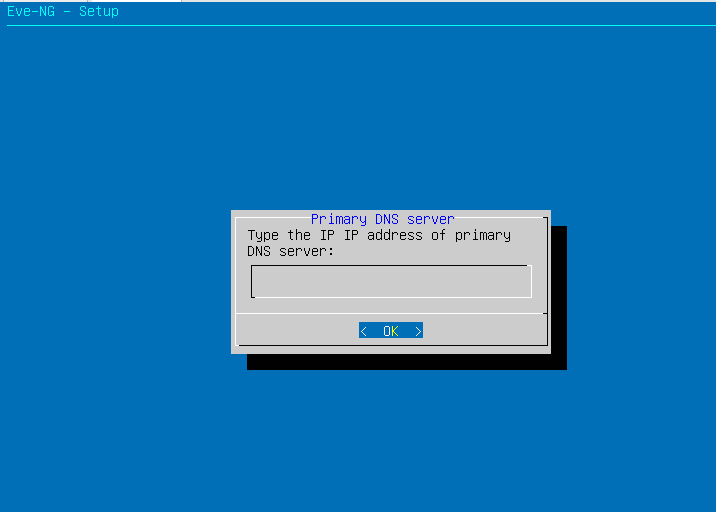 Eve-NG - Setup
Primary DNS server
Type the IP IP address of primary
DNS server:
< OK >